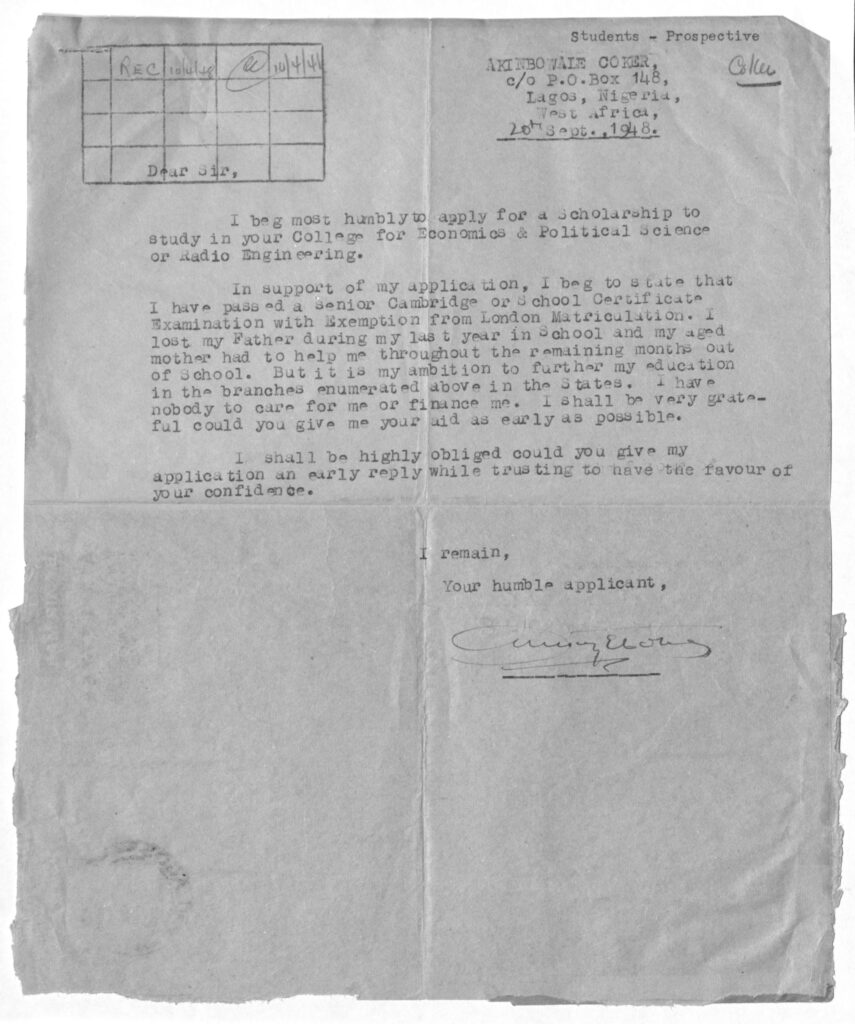 Students - Prospective
AKINBOWALE COKER,
c/o P.O.Box 148,
Lagos, Nigeria,
West Africa,
20th Sept.,1948.
Coker
REC
Dear Sir,
I beg most humbly to apply for a Scholarship to
study in your College for Economics & Political Science
or Radio Engineering.
In support of my application, I beg to state that
I have passed a Senior Cambridge or School Certificate
Examination with Exemption from London Matriculation. I
lost my Father during my last year in School and my aged
mother had to help me throughout the remaining months out
of School. But it is my ambition to further my education
in the branches enumerated above in the States. I have
nobody to care for me or finance me. I shall be very grate-
ful could you give me your aid as early as possible.
I shall be highly obliged could you give my
application an early reply while trusting to have the favour of
your confidence.
I remain,
Your humble applicant,